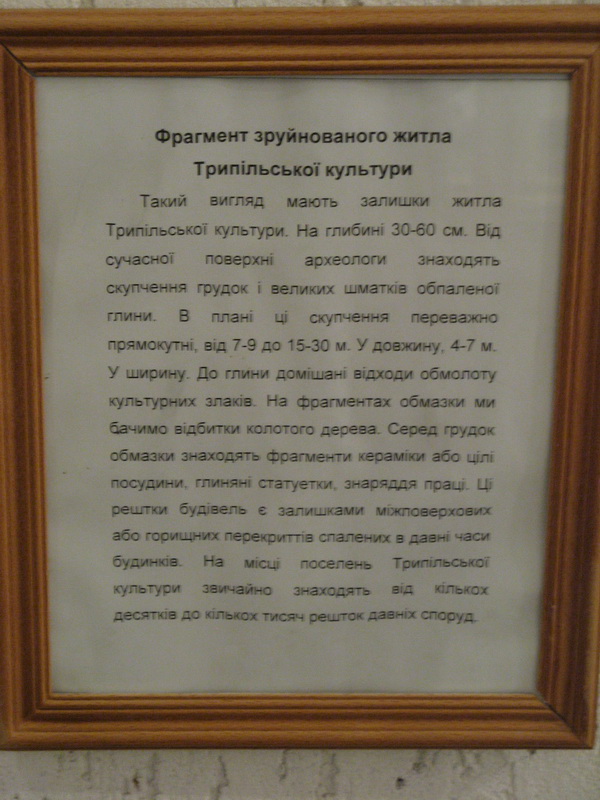 Фрагмент зруйнованого житла
Трипільської культури
Такий вигляд мають залишки житла
Трипільської культури. На глибині 30-60 см. Від
сучасної поверхні археологи знаходять
скупчення грудок і великих шматків обпаленої
глини. В плані ці скупчення переважно
прямокутні, від 7-9 до 15-30 м. У довжину, 4-7 м.
У ширину. До глини домішані відходи обмолоту
культурних злаків. На фрагментах обмазки ми
бачимо відбитки колотого дерева. Серед грудок
обмазки знаходять фрагменти кераміки або цілі
посудини, глиняні статуетки, знаряддя праці. Ці
рештки будівель є залишками міжповерхових
або горищних перекриттів спалених в давні часи
будинків. На місці поселень Трипільської
культури звичайно знаходять від кількох
десятків до кількох тисяч решток давніх споруд.